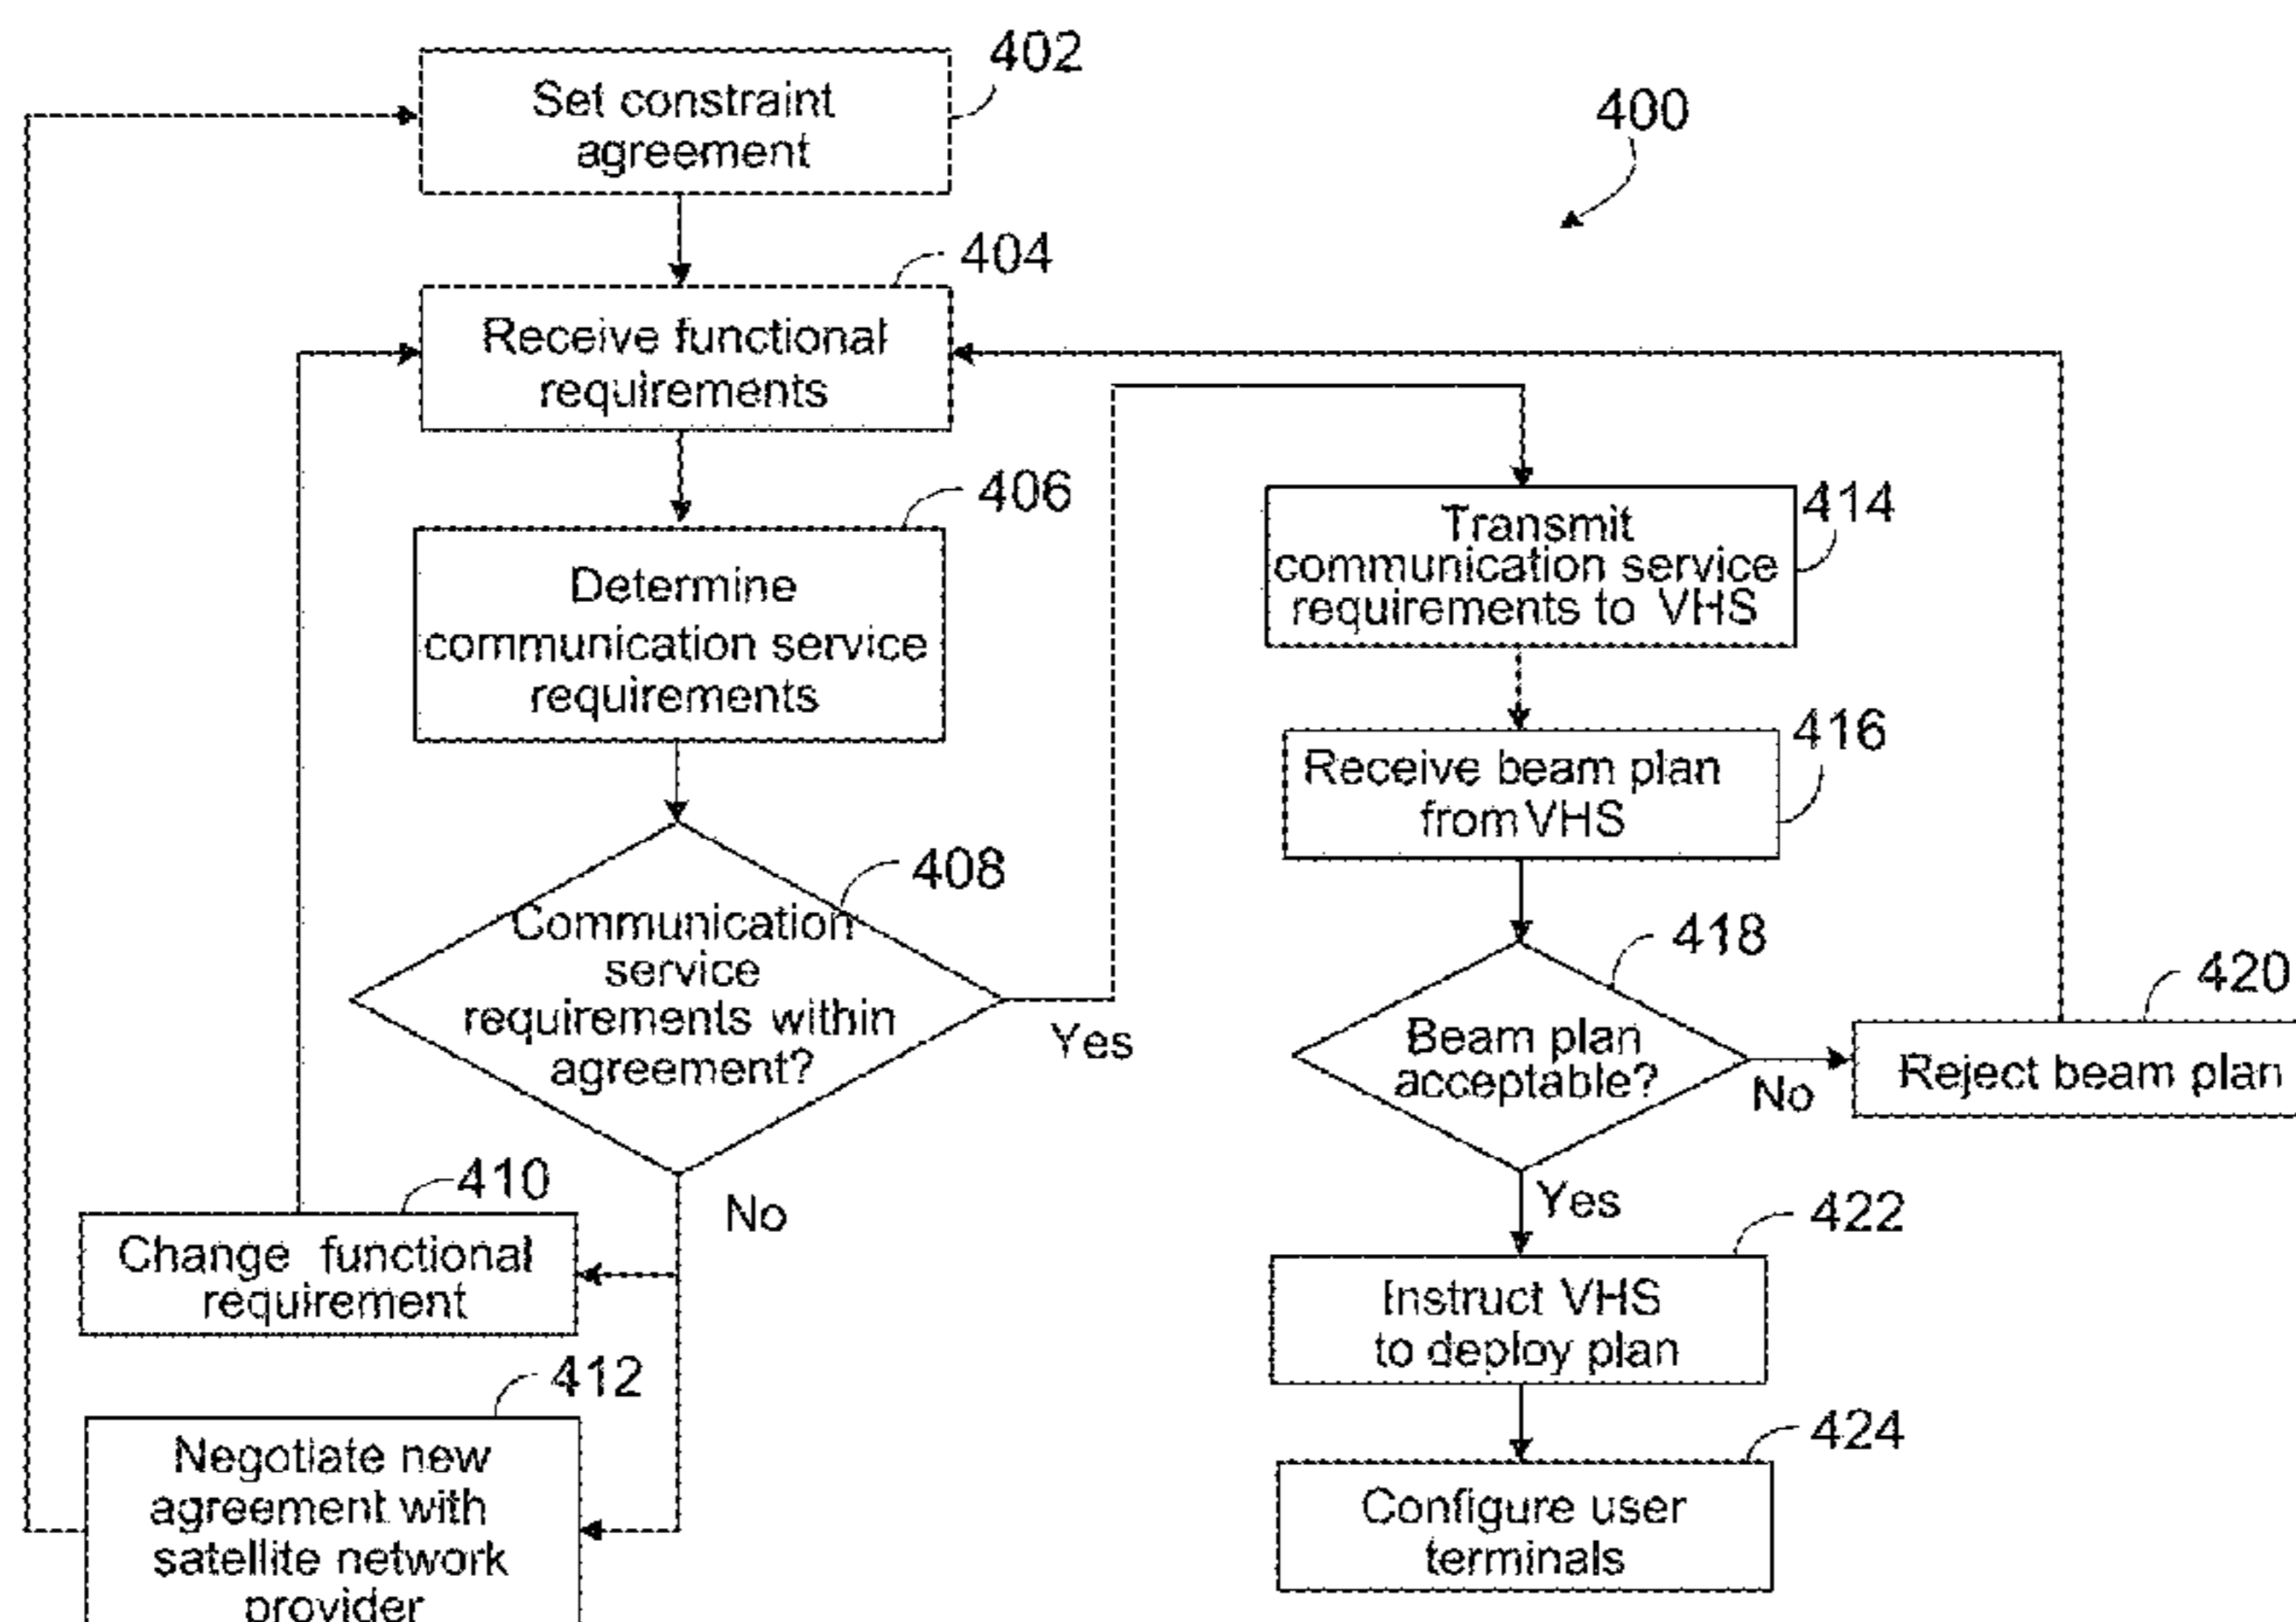 402
Set constraint
agreement
400
404
Receive functional
requirements
406
Determine
communication service
requirements
408
Communication
service
requirements within
agreement?
Yes
No
410
Change functional
requirement
412
Negotiate new
agreement with
satellite network
provider
414
Transmit
communication service
requirements to VHS
416
Receive beam plan
from VHS
418
Beam plan
acceptable?
No
420
Reject beam plan
Yes
422
Instruct VHS
to deploy plan
424
Configure user
terminals